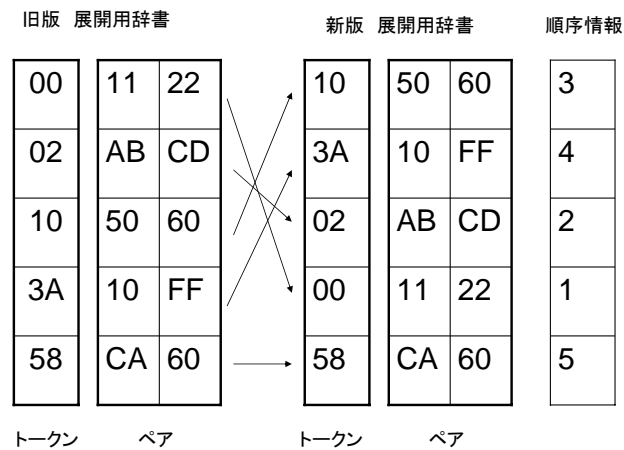 旧版 展開用辞書 新版 展開用辞書 順序情報
00 11 22 10 50 60 3
02 AB CD 3A 10 FF 4
10 50 60 02 AB CD 2
3A 10 FF 00 11 22 1
58 CA 60 58 CA 60 5
トークン ペア トークン ペア